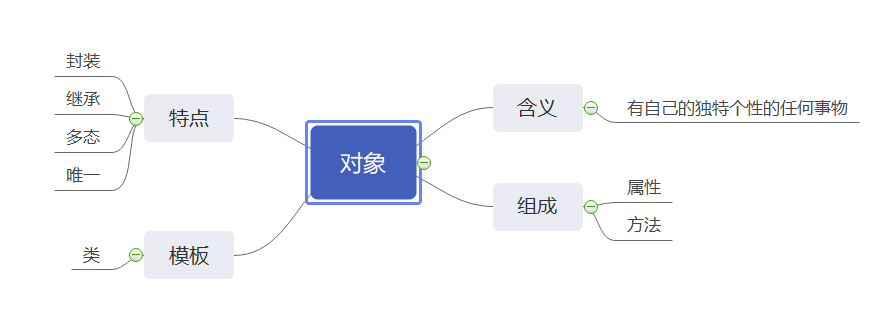 对象
含义
有自己的独特个性的任何事物
组成
属性
方法
特点
封装
继承
多态
唯一
模板
类